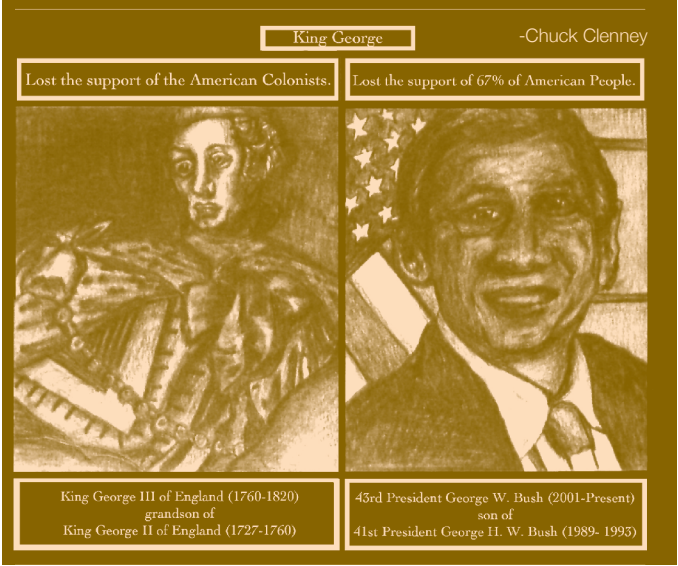 King George
-Chuck Clenney
Lost the support of the American Colonists.
Lost the support of 67% of American People.
King George III of England (1760-1820)
grandson of
King George II of England (1727-1760)
43rd President George W. Bush (2001-Present)
son of
41st President George H. W. Bush (1989- 1993)